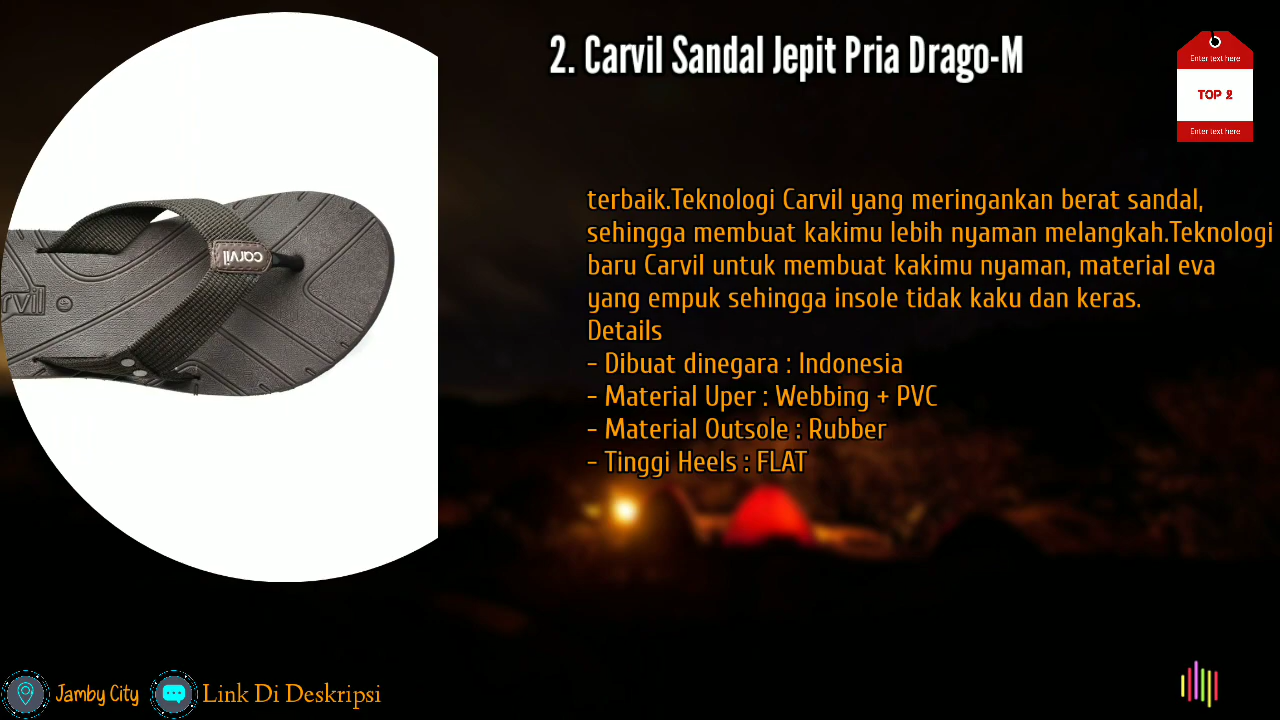 2. Carvil Sandal Jepit Pria Drago-M
Enter text here
TOP 2
Enter text here
terbaik.Teknologi Carvil yang meringankan berat sandal,
sehingga membuat kakimu lebih nyaman melangkah.Teknologi
baru Carvil untuk membuat kakimu nyaman, material eva
yang empuk sehingga insole tidak kaku dan keras.
Details
- Dibuat dinegara : Indonesia
- Material Uper : Webbing + PVC
- Material Outsole : Rubber
- Tinggi Heels : FLAT
carvil
rvill
Jamby City
Link Di Deskripsi